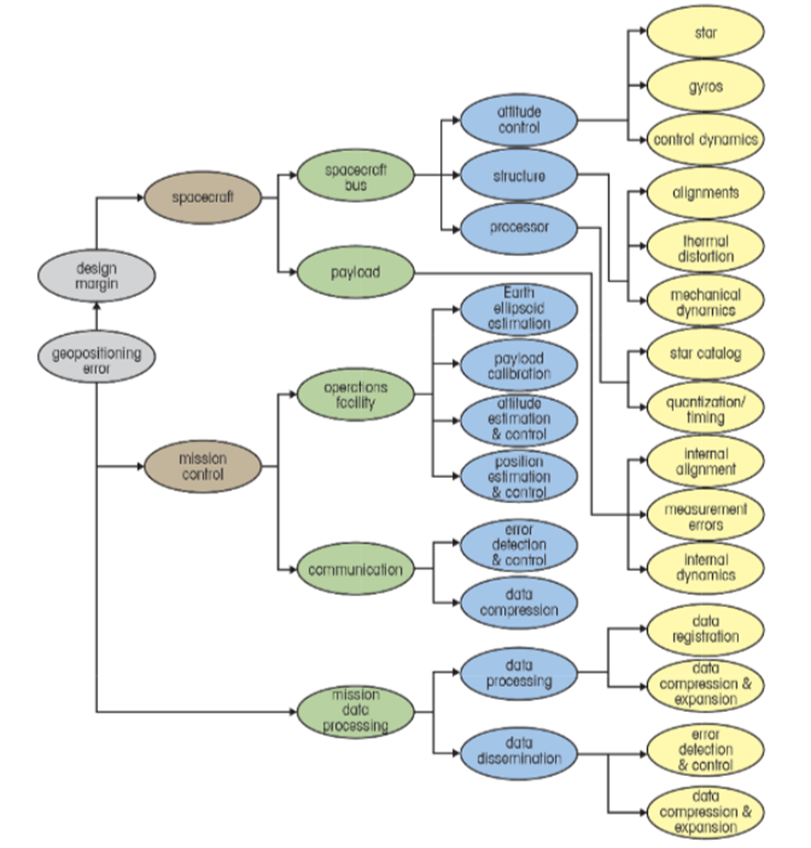 star
gyros
control dynamics
attitude
control
spacecraft
bus
structure
processor
spacecraft
payload
design
margin
geopositioning
error
alignments
thermal
distortion
mechanical
dynamics
star catalog
quantization/
timing
Earth
ellipsoid
estimation
payload
calibration
attitude
estimation
& control
position
estimation
& control
operations
facility
mission
control
internal
alignment
measurement
errors
internal
dynamics
communication
error
detection
& control
data
compression
mission
data
processing
data
processing
data
dissemination
data
registration
data
compression &
expansion
error
detection
& control
data
compression &
expansion